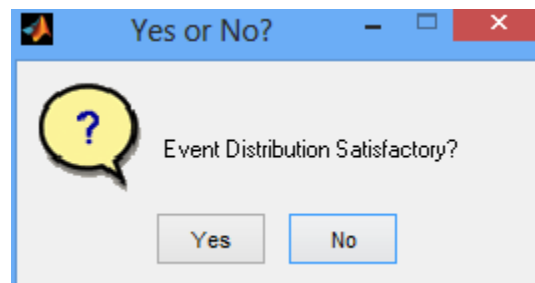 Yes or No?
?
Event Distribution Satisfactory?
Yes
No